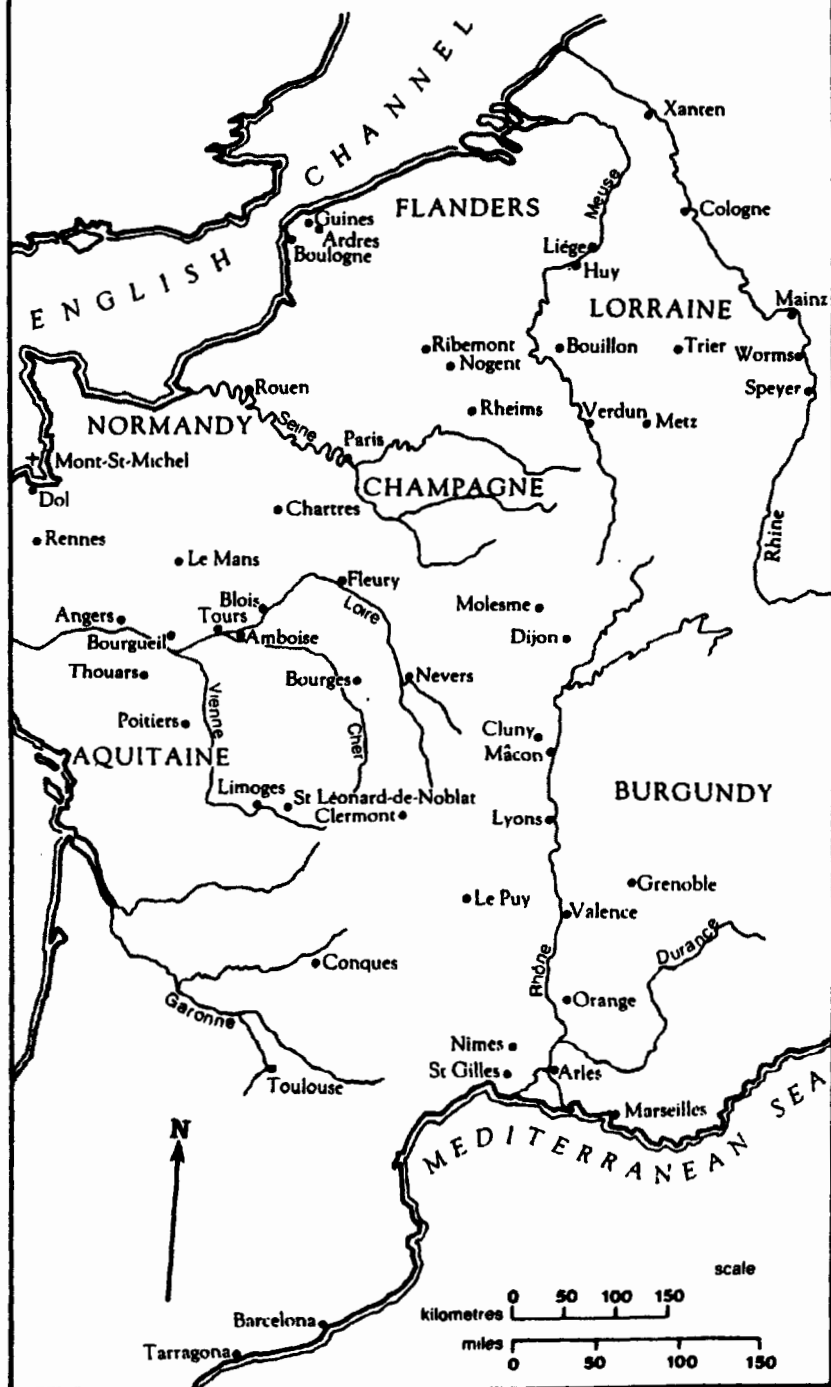 ENGLISH CHANNEL
Xanten
Meuse
FLANDERS
Cologne
Guines
Ardres
Boulogne
Liége
Huy
LORRAINE
Mainz
Ribemont
Bouillon
Trier
Worms
Nogent
Speyer
Rouen
Rheims
Verdun
Metz
NORMANDY
Seine
Paris
Mont-St-Michel
CHAMPAGNE
Dol
Chartres
Rennes
Rhine
Le Mans
Fleury
Blois
Loire
Molesme
Angers
Tours
Bourgueil
Amboise
Dijon
Thouars
Bourges
Nevers
Vienne
Poitiers
Cher
Cluny
Mâcon
AQUITAINE
BURGUNDY
Limoges
St Léonard-de-Noblat
Clermont
Lyons
Grenoble
Le Puy
Valence
Durance
Rhône
Conques
Orange
Garonne
Nimes
St Gilles
Arles
Toulouse
Marseilles
MEDITERRANEAN SEA
N
scale
0 50 100 150
kilometres
Barcelona
miles
Tarragona
0 50 100 150